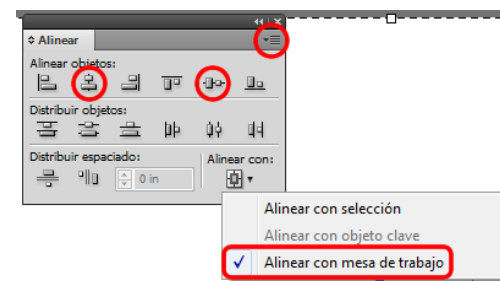 Alinear
Alinear objetos:
Distribuir objetos:
Distribuir espaciado: Alinear con:
0 in
Alinear con selección
Alinear con objeto clave
Alinear con mesa de trabajo